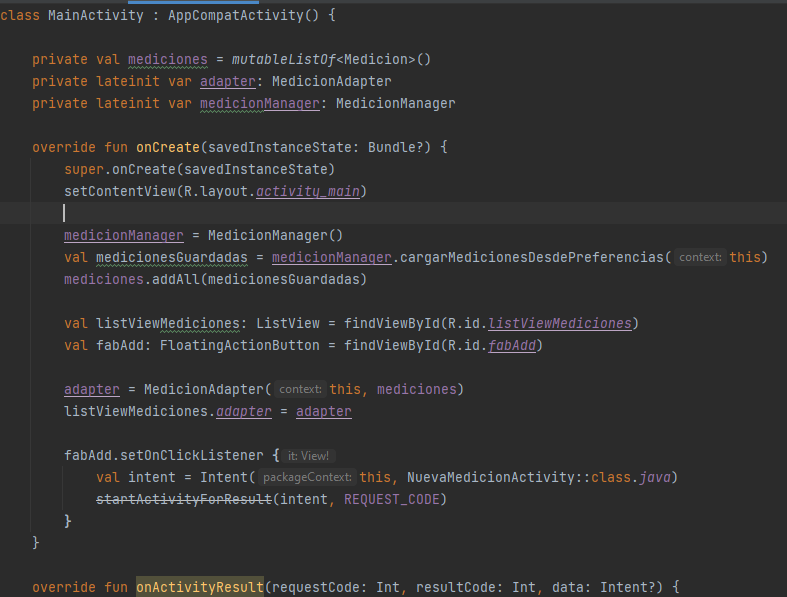 class MainActivity : AppCompatActivity() {
private val mediciones = mutableListOf<Medicion>()
private lateinit var adapter: MedicionAdapter
private lateinit var medicionManager: MedicionManager
override fun onCreate(savedInstanceState: Bundle?) {
super.onCreate(savedInstanceState)
setContentView(R.layout.activity_main)
medicionManager = MedicionManager()
val medicionesGuardadas = medicionManager.cargarMedicionesDesdePreferencias( context: this)
mediciones.addAll(medicionesGuardadas)
val listViewMediciones: ListView = findViewById(R.id.listViewMediciones)
val fabAdd: FloatingActionButton = findViewById(R.id.fabAdd)
adapter = MedicionAdapter( context: this, mediciones)
listViewMediciones.adapter = adapter
fabAdd.setOnClickListener { it: View!
val intent = Intent( packageContext: this, NuevaMedicionActivity::class.java)
startActivityForResult(intent, REQUEST_CODE)
}
}
override fun onActivityResult(requestCode: Int, resultCode: Int, data: Intent?) {